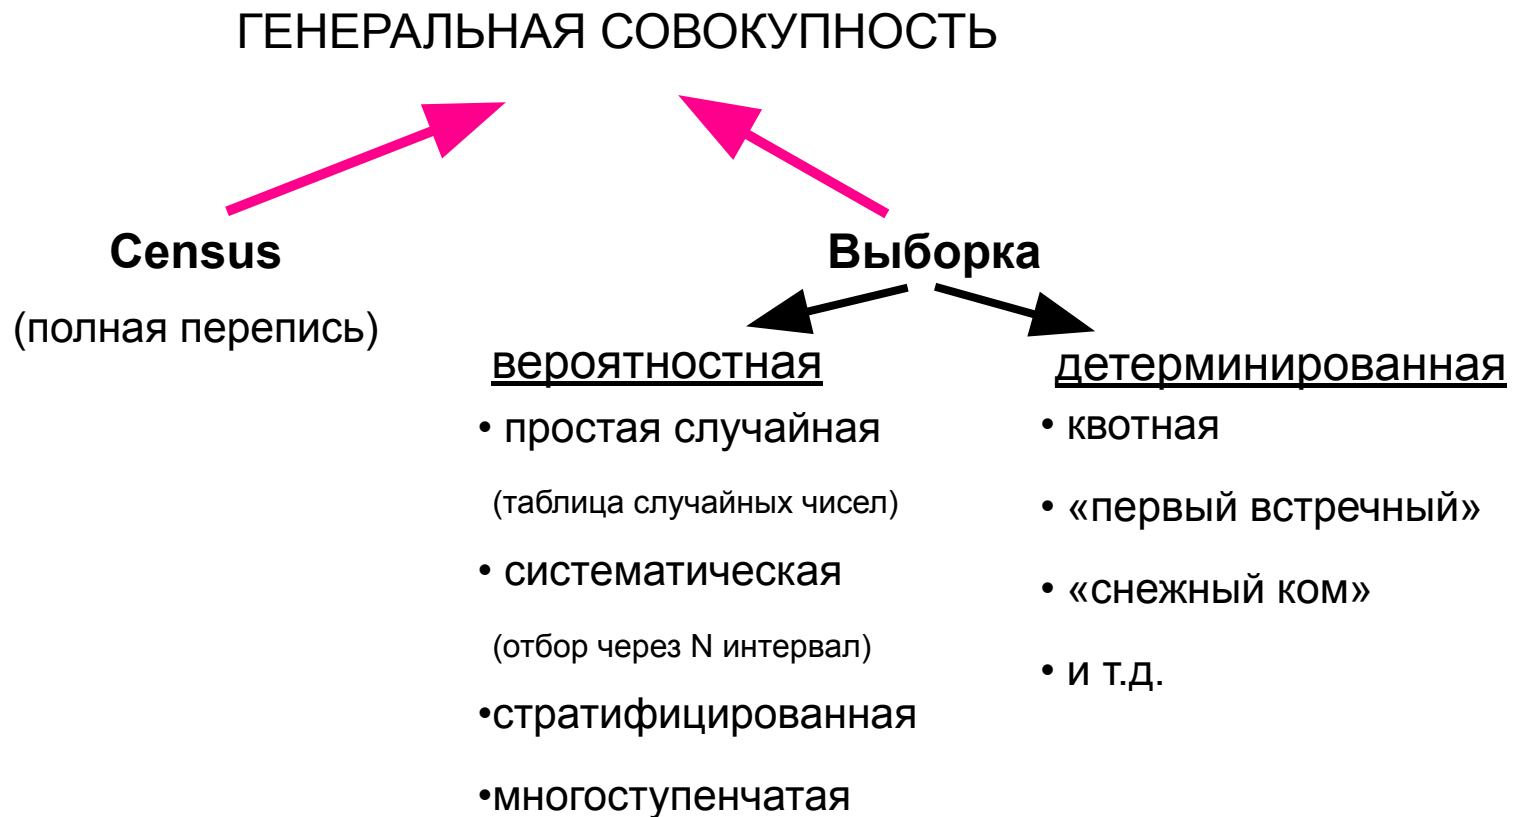 ГЕНЕРАЛЬНАЯ СОВОКУПНОСТЬ
Census
(полная перепись)
Выборка
вероятностная
• простая случайная
(таблица случайных чисел)
• систематическая
(отбор через N интервал)
•стратифицированная
•многоступенчатая
детерминированная
• квотная
• «первый встречный»
• «снежный ком»
• и т.д.